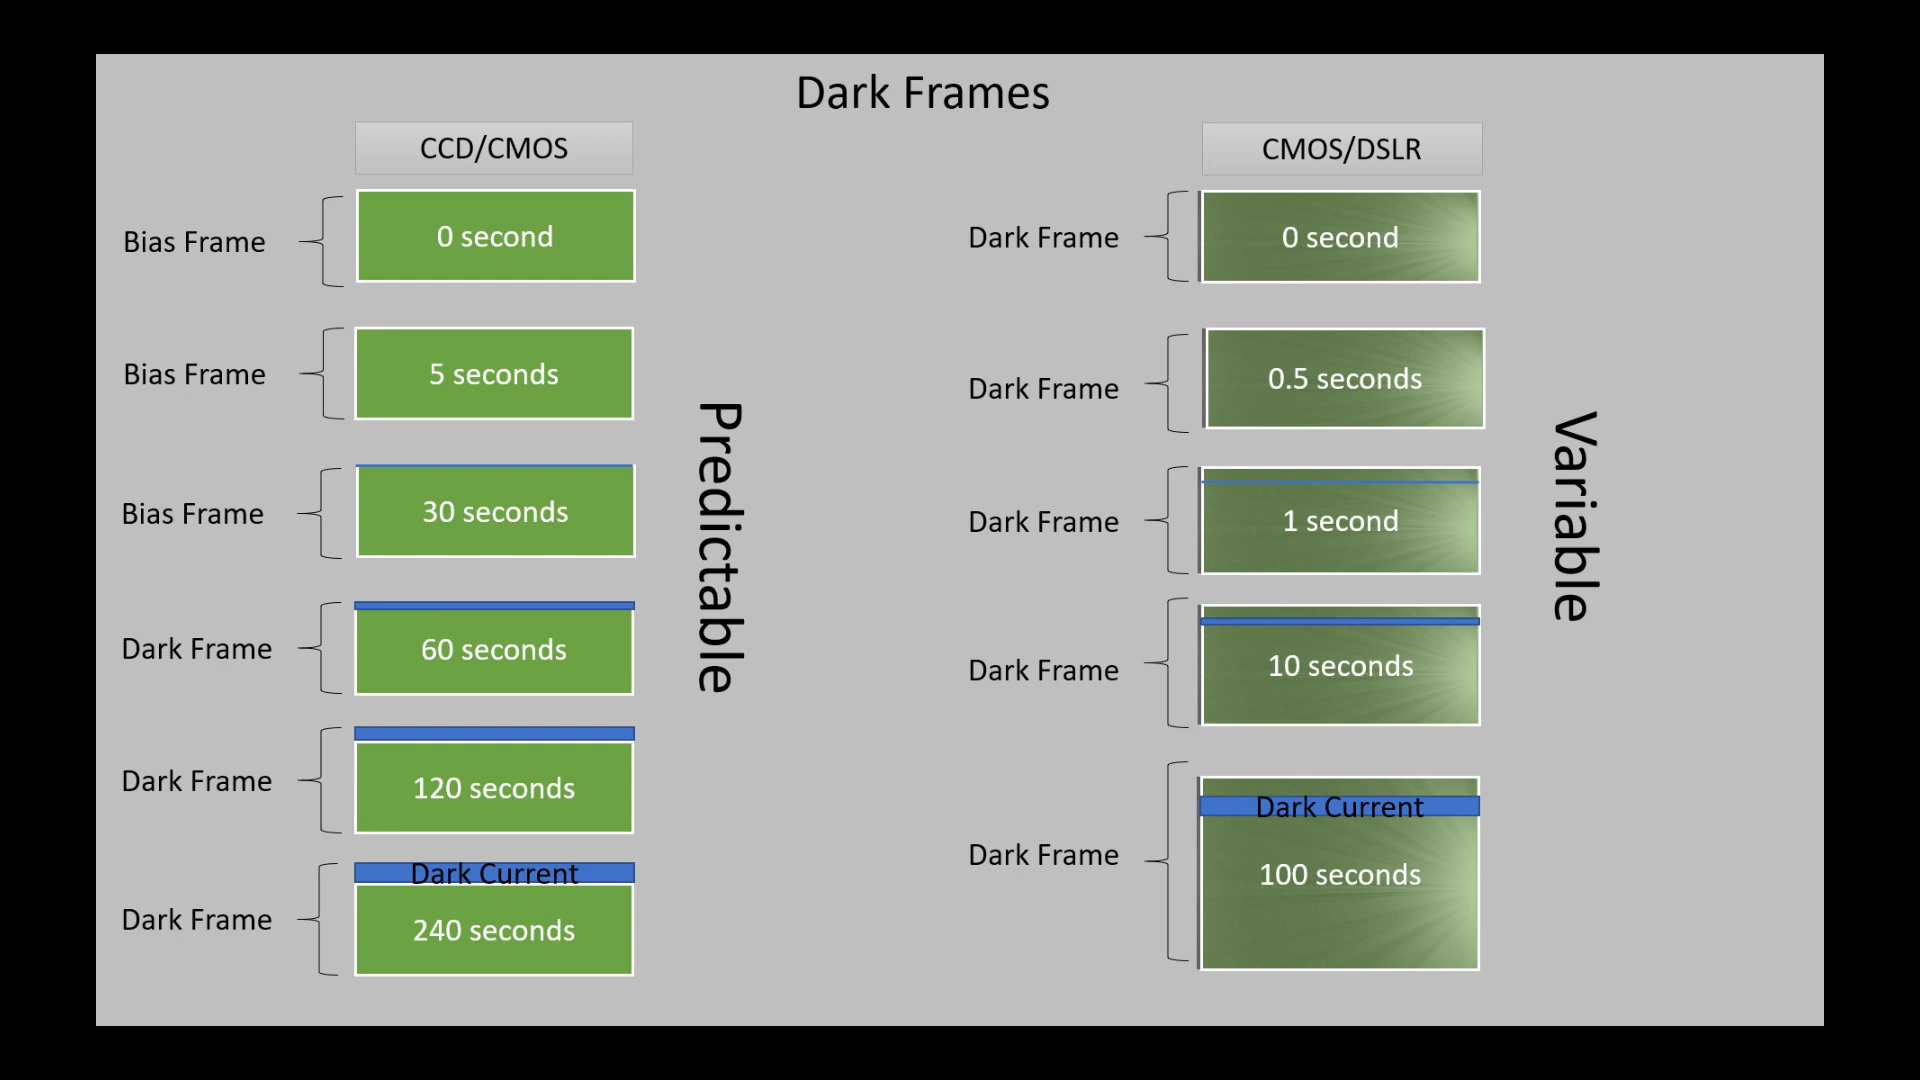 Dark Frames
CCD/CMOS
Bias Frame
0 second
Bias Frame
5 seconds
Bias Frame
30 seconds
Dark Frame
60 seconds
Dark Frame
120 seconds
Dark Current
Dark Frame
240 seconds
Predictable
CMOS/DSLR
Dark Frame
0 second
Dark Frame
0.5 seconds
Dark Frame
1 second
Dark Frame
10 seconds
Dark Current
Dark Frame
100 seconds
Variable